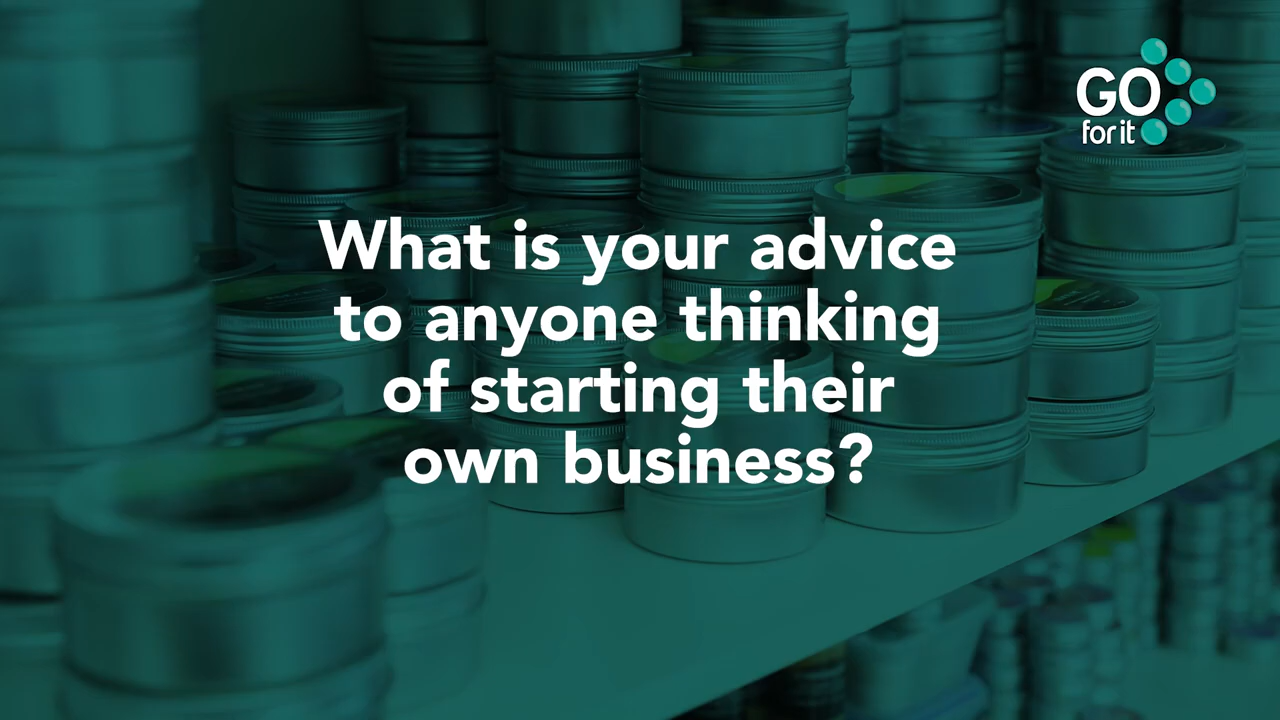 GO
for it
What is your advice
to anyone thinking
of starting their
own business?